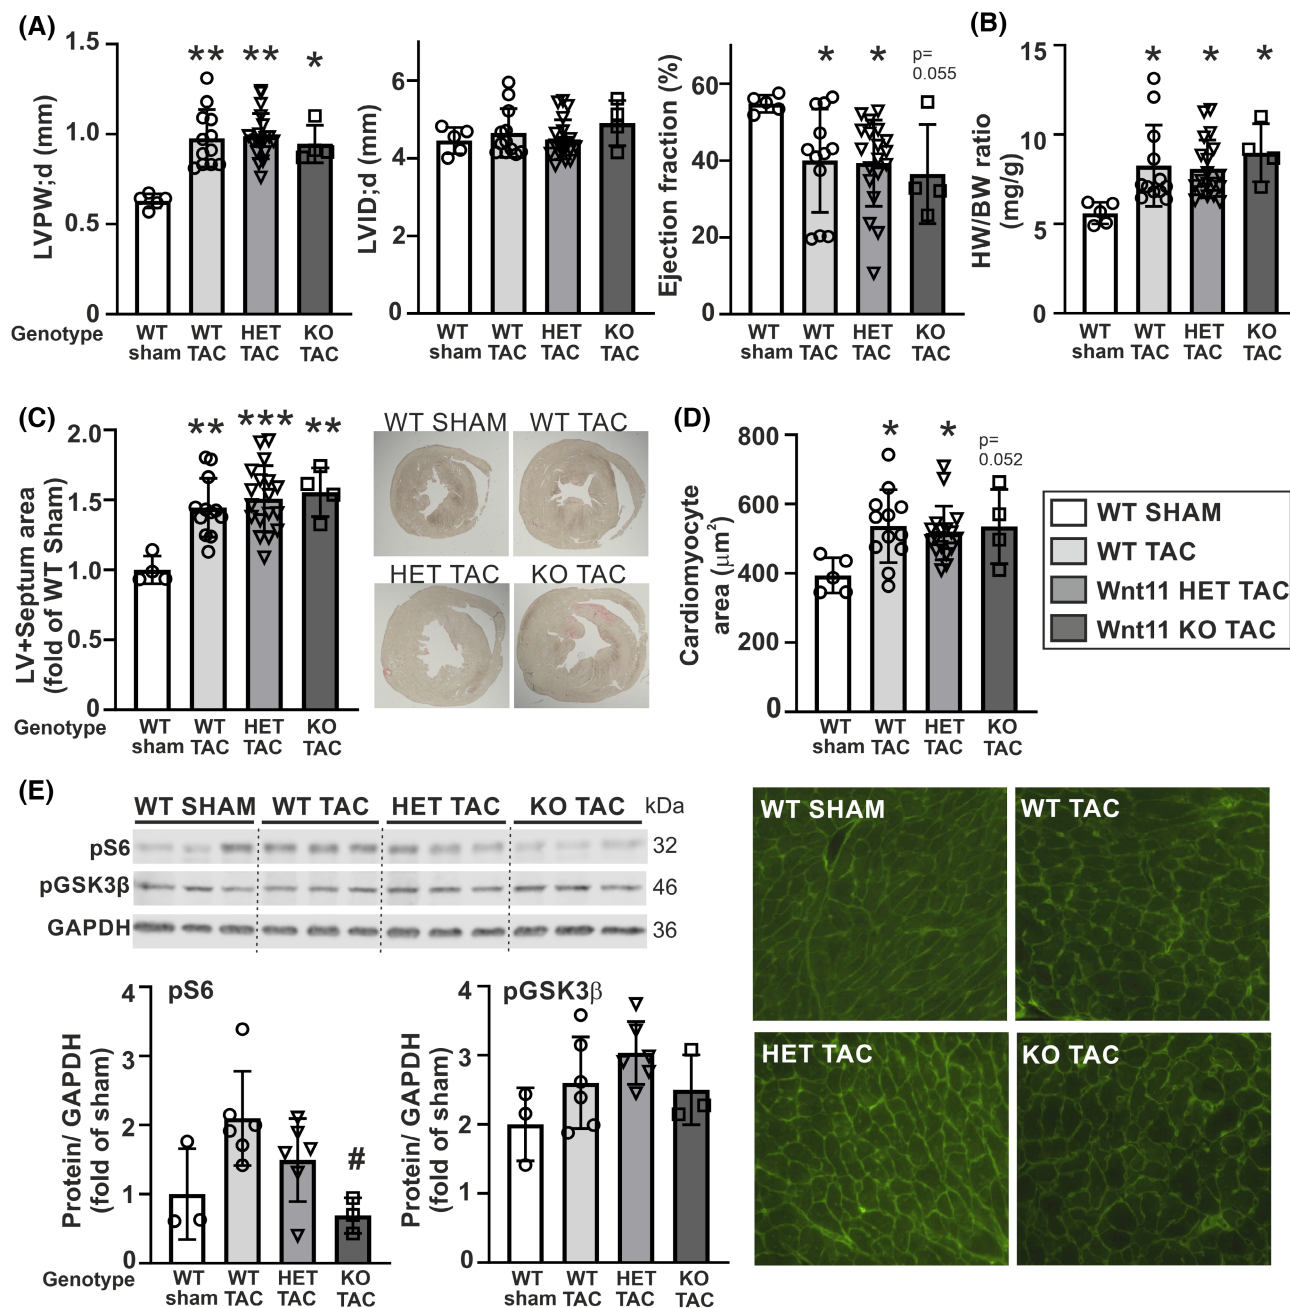 (A)
LVPW;d (mm)
1.5
1.0
0.5
0
** ** *
Genotype
WT sham
WT TAC
HET TAC
KO TAC
LVID;d (mm)
6
4
2
0
WT sham
WT TAC
HET TAC
KO TAC
Ejection fraction (%)
60
40
20
0
* *
p=
0.055
WT sham
WT TAC
HET TAC
KO TAC
(B)
HW/BW ratio
(mg/g)
15
10
5
0
* * *
WT sham
WT TAC
HET TAC
KO TAC
(C)
LV+Septum area
(fold of WT Sham)
2.0
1.5
1.0
0.5
0
** *** **
Genotype
WT sham
WT TAC
HET TAC
KO TAC
WT SHAM
WT TAC
HET TAC
KO TAC
(D)
Cardiomyocyte
area (μm²)
800
600
400
200
0
* *
p=
0.052
WT sham
WT TAC
HET TAC
KO TAC
WT SHAM
WT TAC
Wnt11 HET TAC
Wnt11 KO TAC
(E)
WT SHAM WT TAC HET TAC KO TAC kDa
pS6 32
pGSK3β 46
GAPDH 36
pS6
Protein/ GAPDH
(fold of sham)
4
3
2
1
0
#
Genotype
WT sham
WT TAC
HET TAC
KO TAC
pGSK3β
Protein/ GAPDH
(fold of sham)
4
3
2
1
0
WT sham
WT TAC
HET TAC
KO TAC
WT SHAM
WT TAC
HET TAC
KO TAC